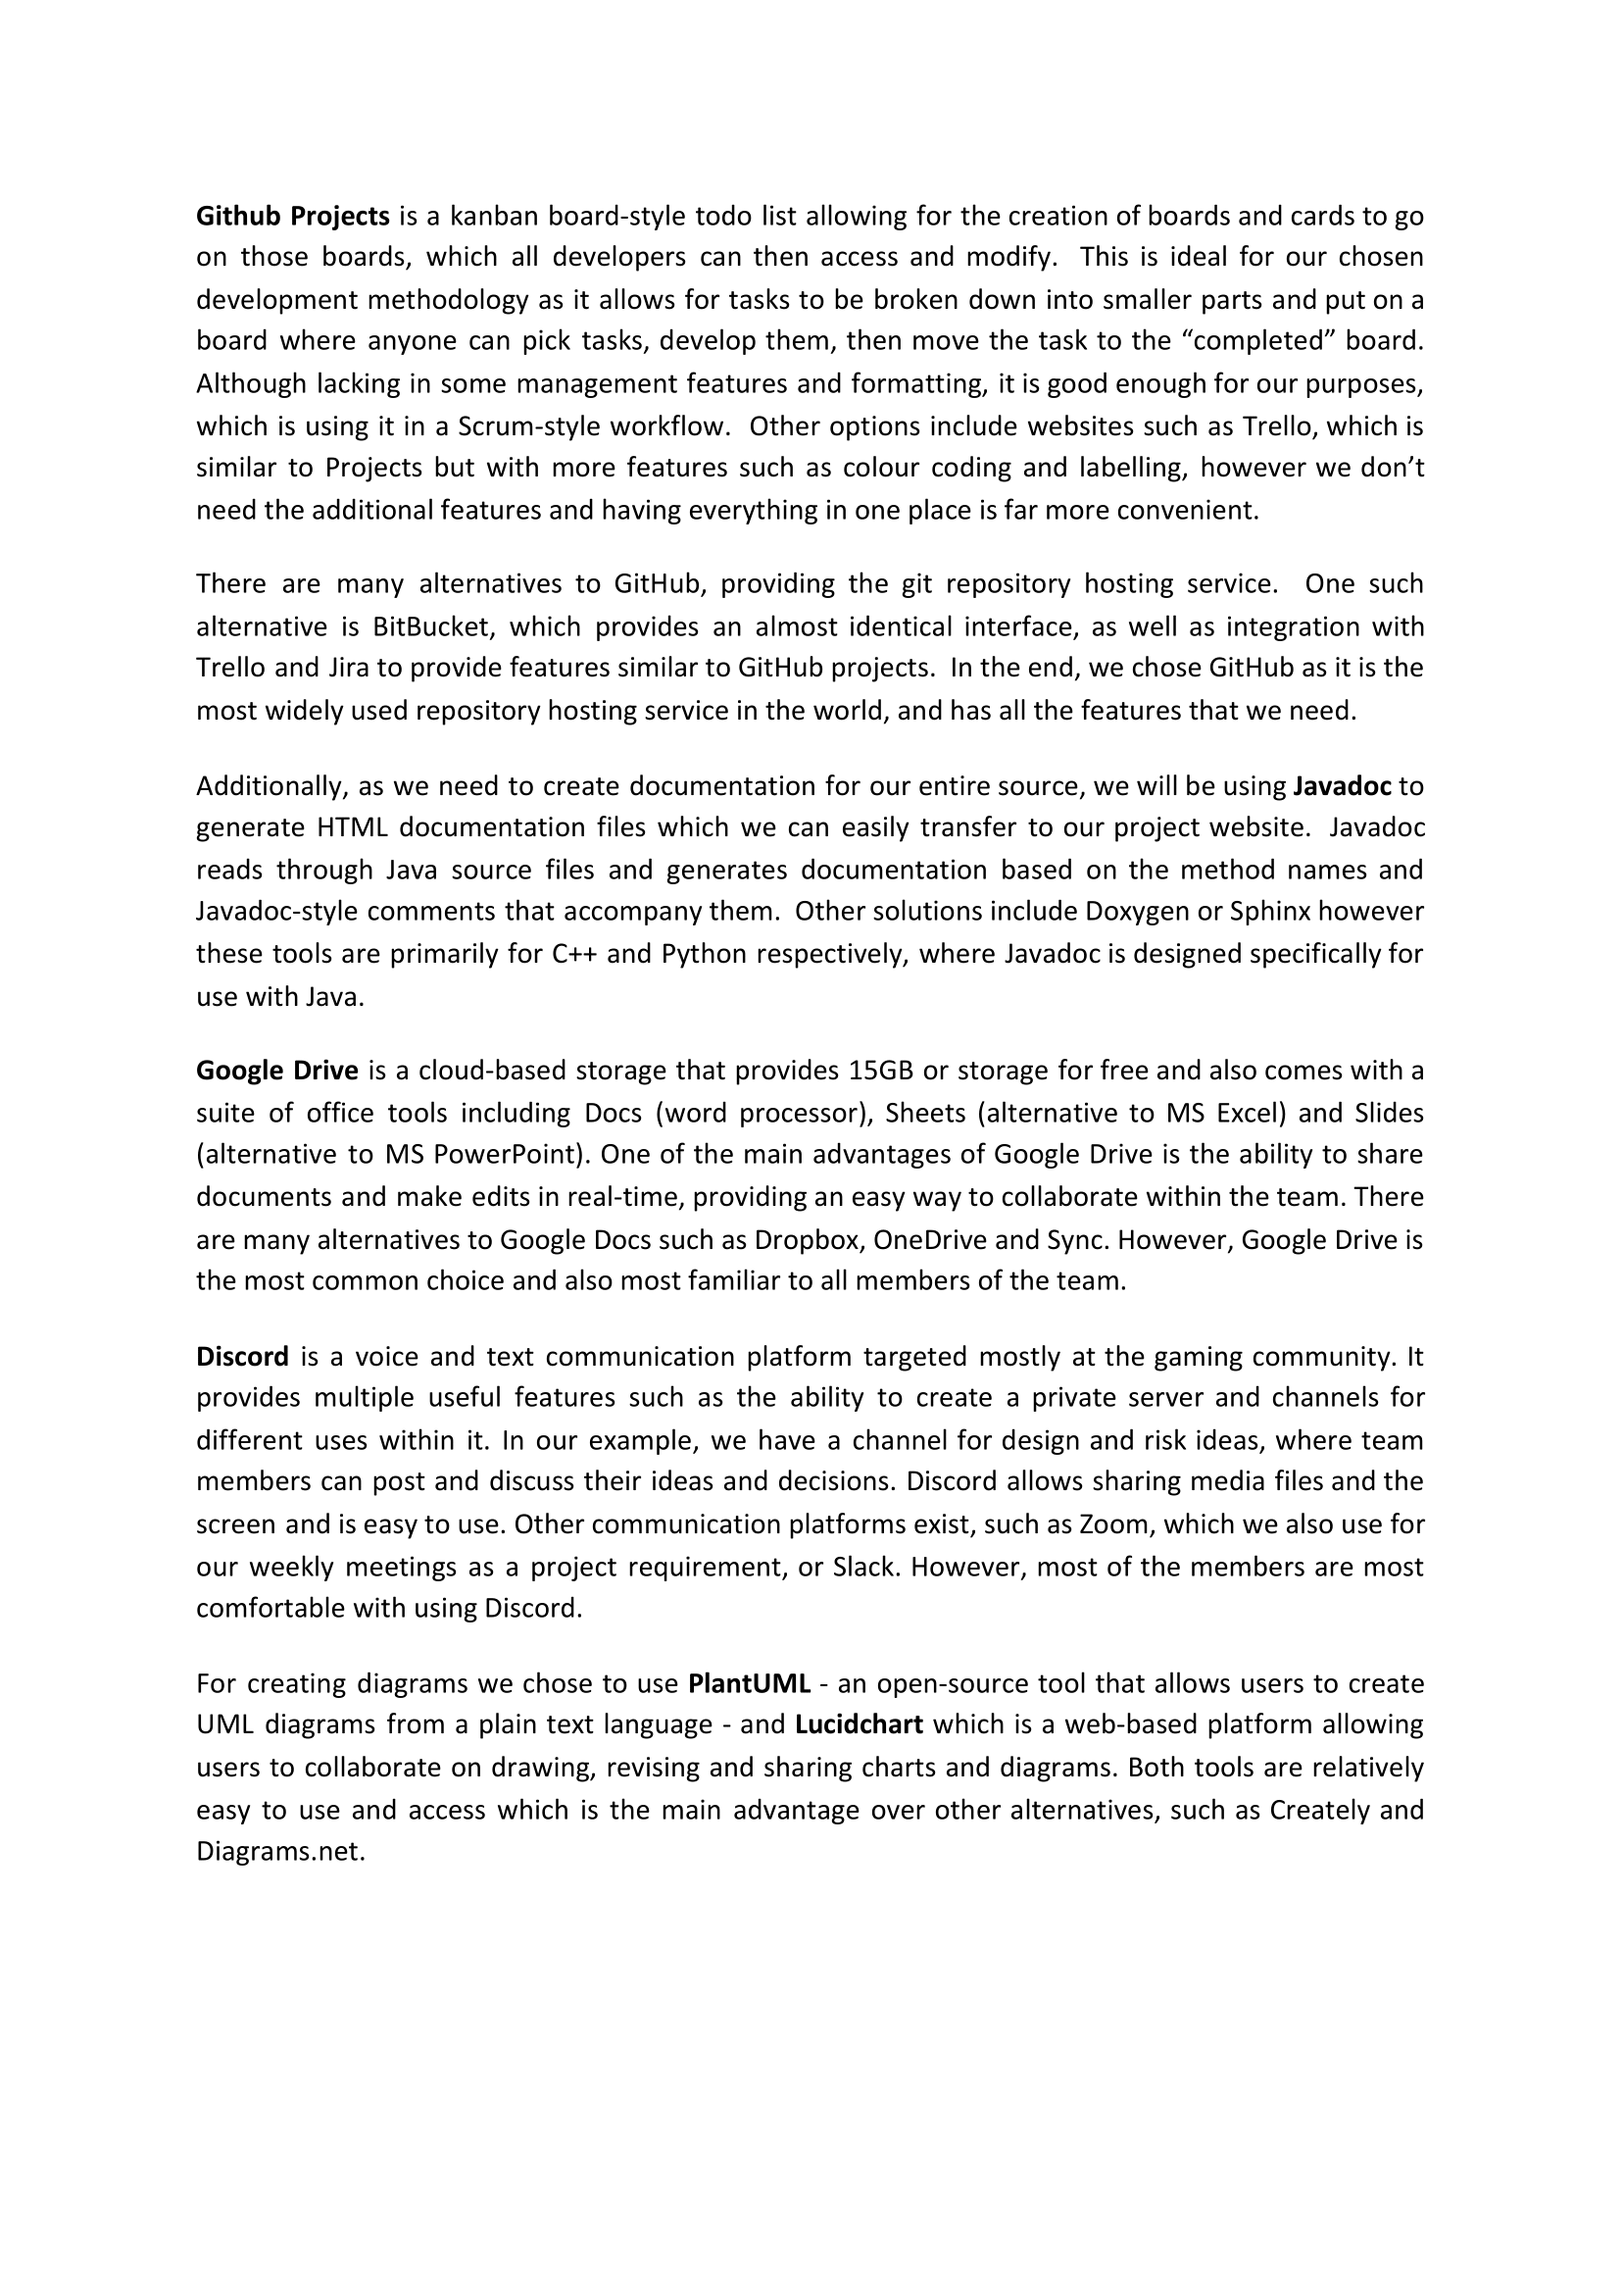 Github Projects is a kanban board-style todo list allowing for the creation of boards and cards to go
on those boards, which all developers can then access and modify.  This is ideal for our chosen
development methodology as it allows for tasks to be broken down into smaller parts and put on a
board where anyone can pick tasks, develop them, then move the task to the “completed” board.
Although lacking in some management features and formatting, it is good enough for our purposes,
which is using it in a Scrum-style workflow.  Other options include websites such as Trello, which is
similar to Projects but with more features such as colour coding and labelling, however we don’t
need the additional features and having everything in one place is far more convenient.
There are many alternatives to GitHub, providing the git repository hosting service.  One such
alternative is BitBucket, which provides an almost identical interface, as well as integration with
Trello and Jira to provide features similar to GitHub projects.  In the end, we chose GitHub as it is the
most widely used repository hosting service in the world, and has all the features that we need.
Additionally, as we need to create documentation for our entire source, we will be using Javadoc to
generate HTML documentation files which we can easily transfer to our project website.  Javadoc
reads through Java source files and generates documentation based on the method names and
Javadoc-style comments that accompany them.  Other solutions include Doxygen or Sphinx however
these tools are primarily for C++ and Python respectively, where Javadoc is designed specifically for
use with Java.
Google Drive is a cloud-based storage that provides 15GB or storage for free and also comes with a
suite of office tools including Docs (word processor), Sheets (alternative to MS Excel) and Slides
(alternative to MS PowerPoint). One of the main advantages of Google Drive is the ability to share
documents and make edits in real-time, providing an easy way to collaborate within the team. There
are many alternatives to Google Docs such as Dropbox, OneDrive and Sync. However, Google Drive is
the most common choice and also most familiar to all members of the team.
Discord is a voice and text communication platform targeted mostly at the gaming community. It
provides multiple useful features such as the ability to create a private server and channels for
different uses within it. In our example, we have a channel for design and risk ideas, where team
members can post and discuss their ideas and decisions. Discord allows sharing media files and the
screen and is easy to use. Other communication platforms exist, such as Zoom, which we also use for
our weekly meetings as a project requirement, or Slack. However, most of the members are most
comfortable with using Discord.
For creating diagrams we chose to use PlantUML - an open-source tool that allows users to create
UML diagrams from a plain text language - and Lucidchart which is a web-based platform allowing
users to collaborate on drawing, revising and sharing charts and diagrams. Both tools are relatively
easy to use and access which is the main advantage over other alternatives, such as Creately and
Diagrams.net.